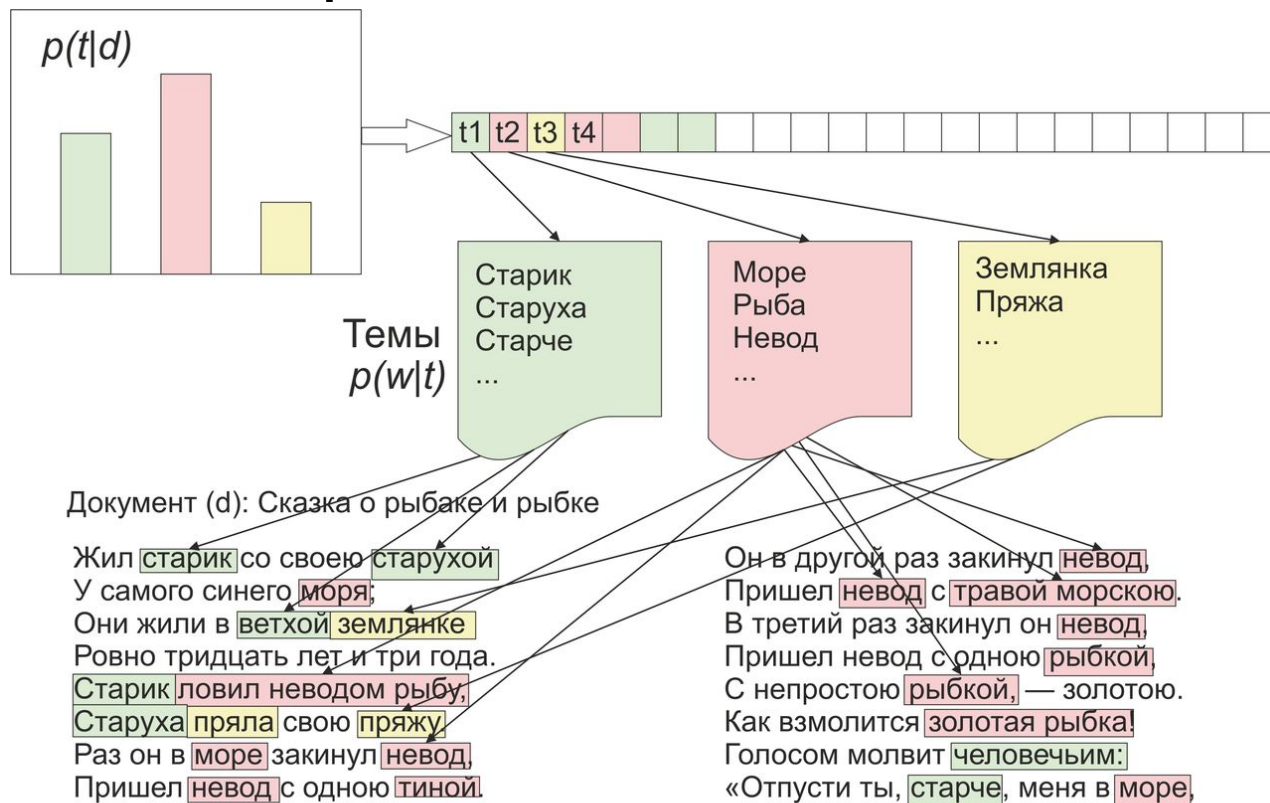 p(t|d)
t1 t2 t3 t4
Старик
Старуха
Старче
...
Море
Рыба
Невод
...
Землянка
Пряжа
...
Темы
p(w|t)
Документ (d): Сказка о рыбаке и рыбке
Жил старик со своею старухой
У самого синего моря;
Они жили в ветхой землянке
Ровно тридцать лет и три года.
Старик ловил неводом рыбу,
Старуха пряла свою пряжу.
Раз он в море закинул невод,
Пришел невод с одною тиной.
Он в другой раз закинул невод,
Пришел невод с травой морскою.
В третий раз закинул он невод,
Пришел невод с одною рыбкой,
С непростою рыбкой, — золотою.
Как взмолится золотая рыбка!
Голосом молвит человечьим:
«Отпусти ты, старче, меня в море,